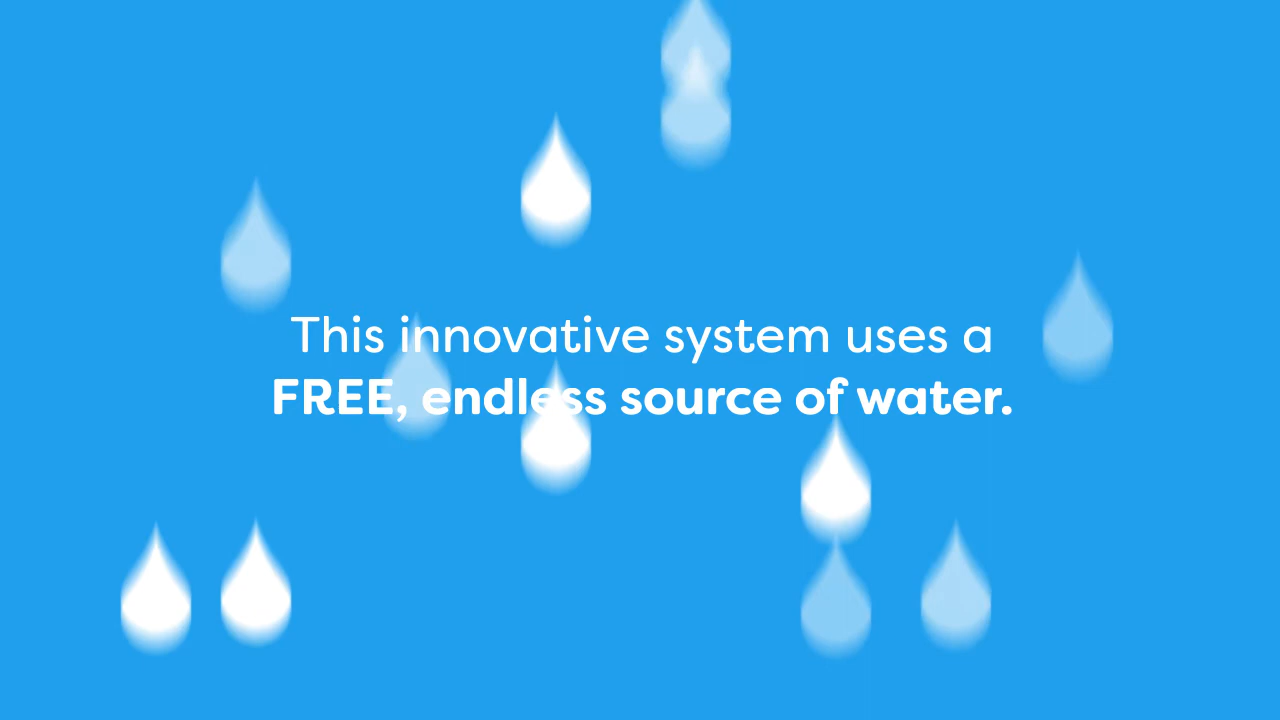 This innovative system uses a
FREE, endless source of water.